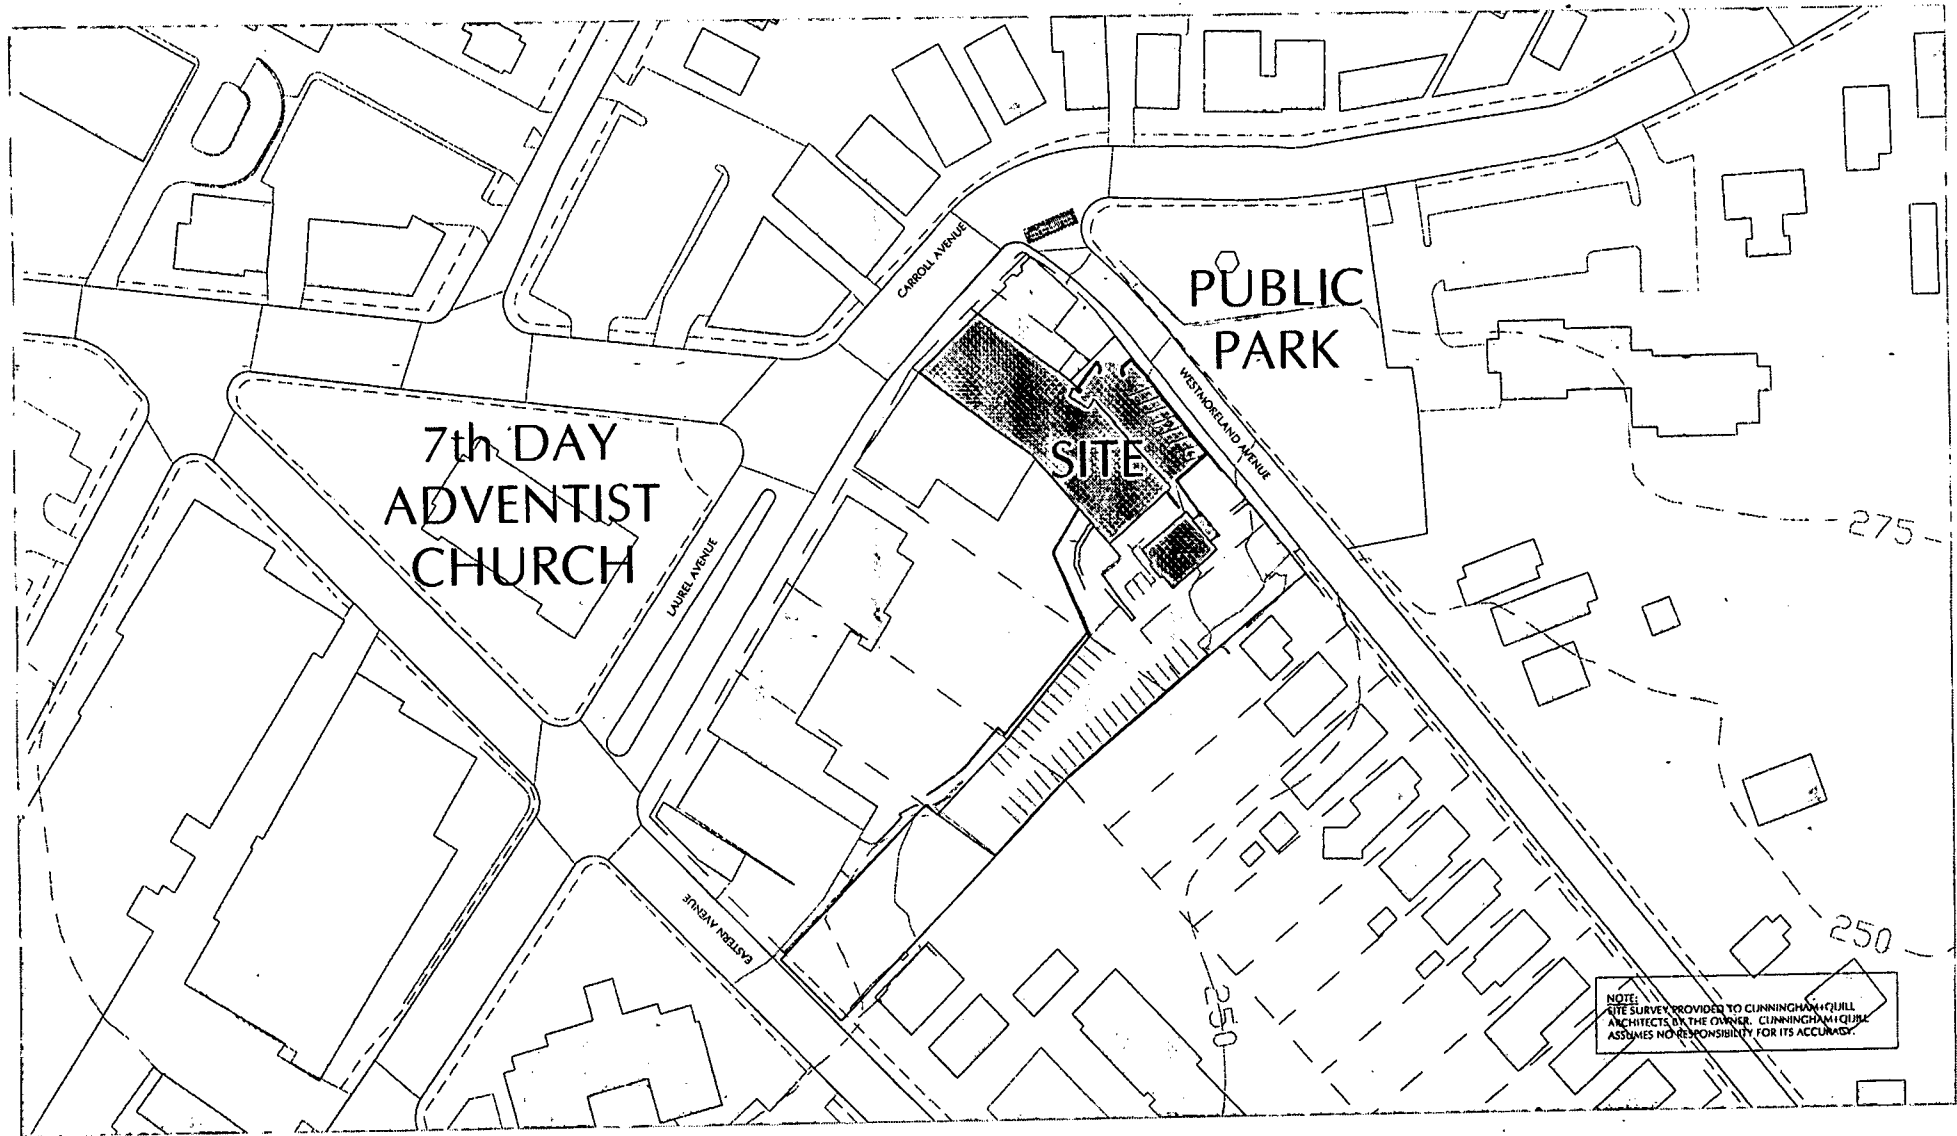 CARROLL AVENUE
PUBLIC
PARK
WESTMORELAND AVENUE
7th DAY
ADVENTIST
CHURCH
SITE
LAUREL AVENUE
275
EASTERN AVENUE
250
250
NOTE:
SITE SURVEY PROVIDED TO CUNNINGHAM+QUILL
ARCHITECTS BY THE OWNER. CUNNINGHAM+QUILL
ASSUMES NO RESPONSIBILITY FOR ITS ACCURACY.